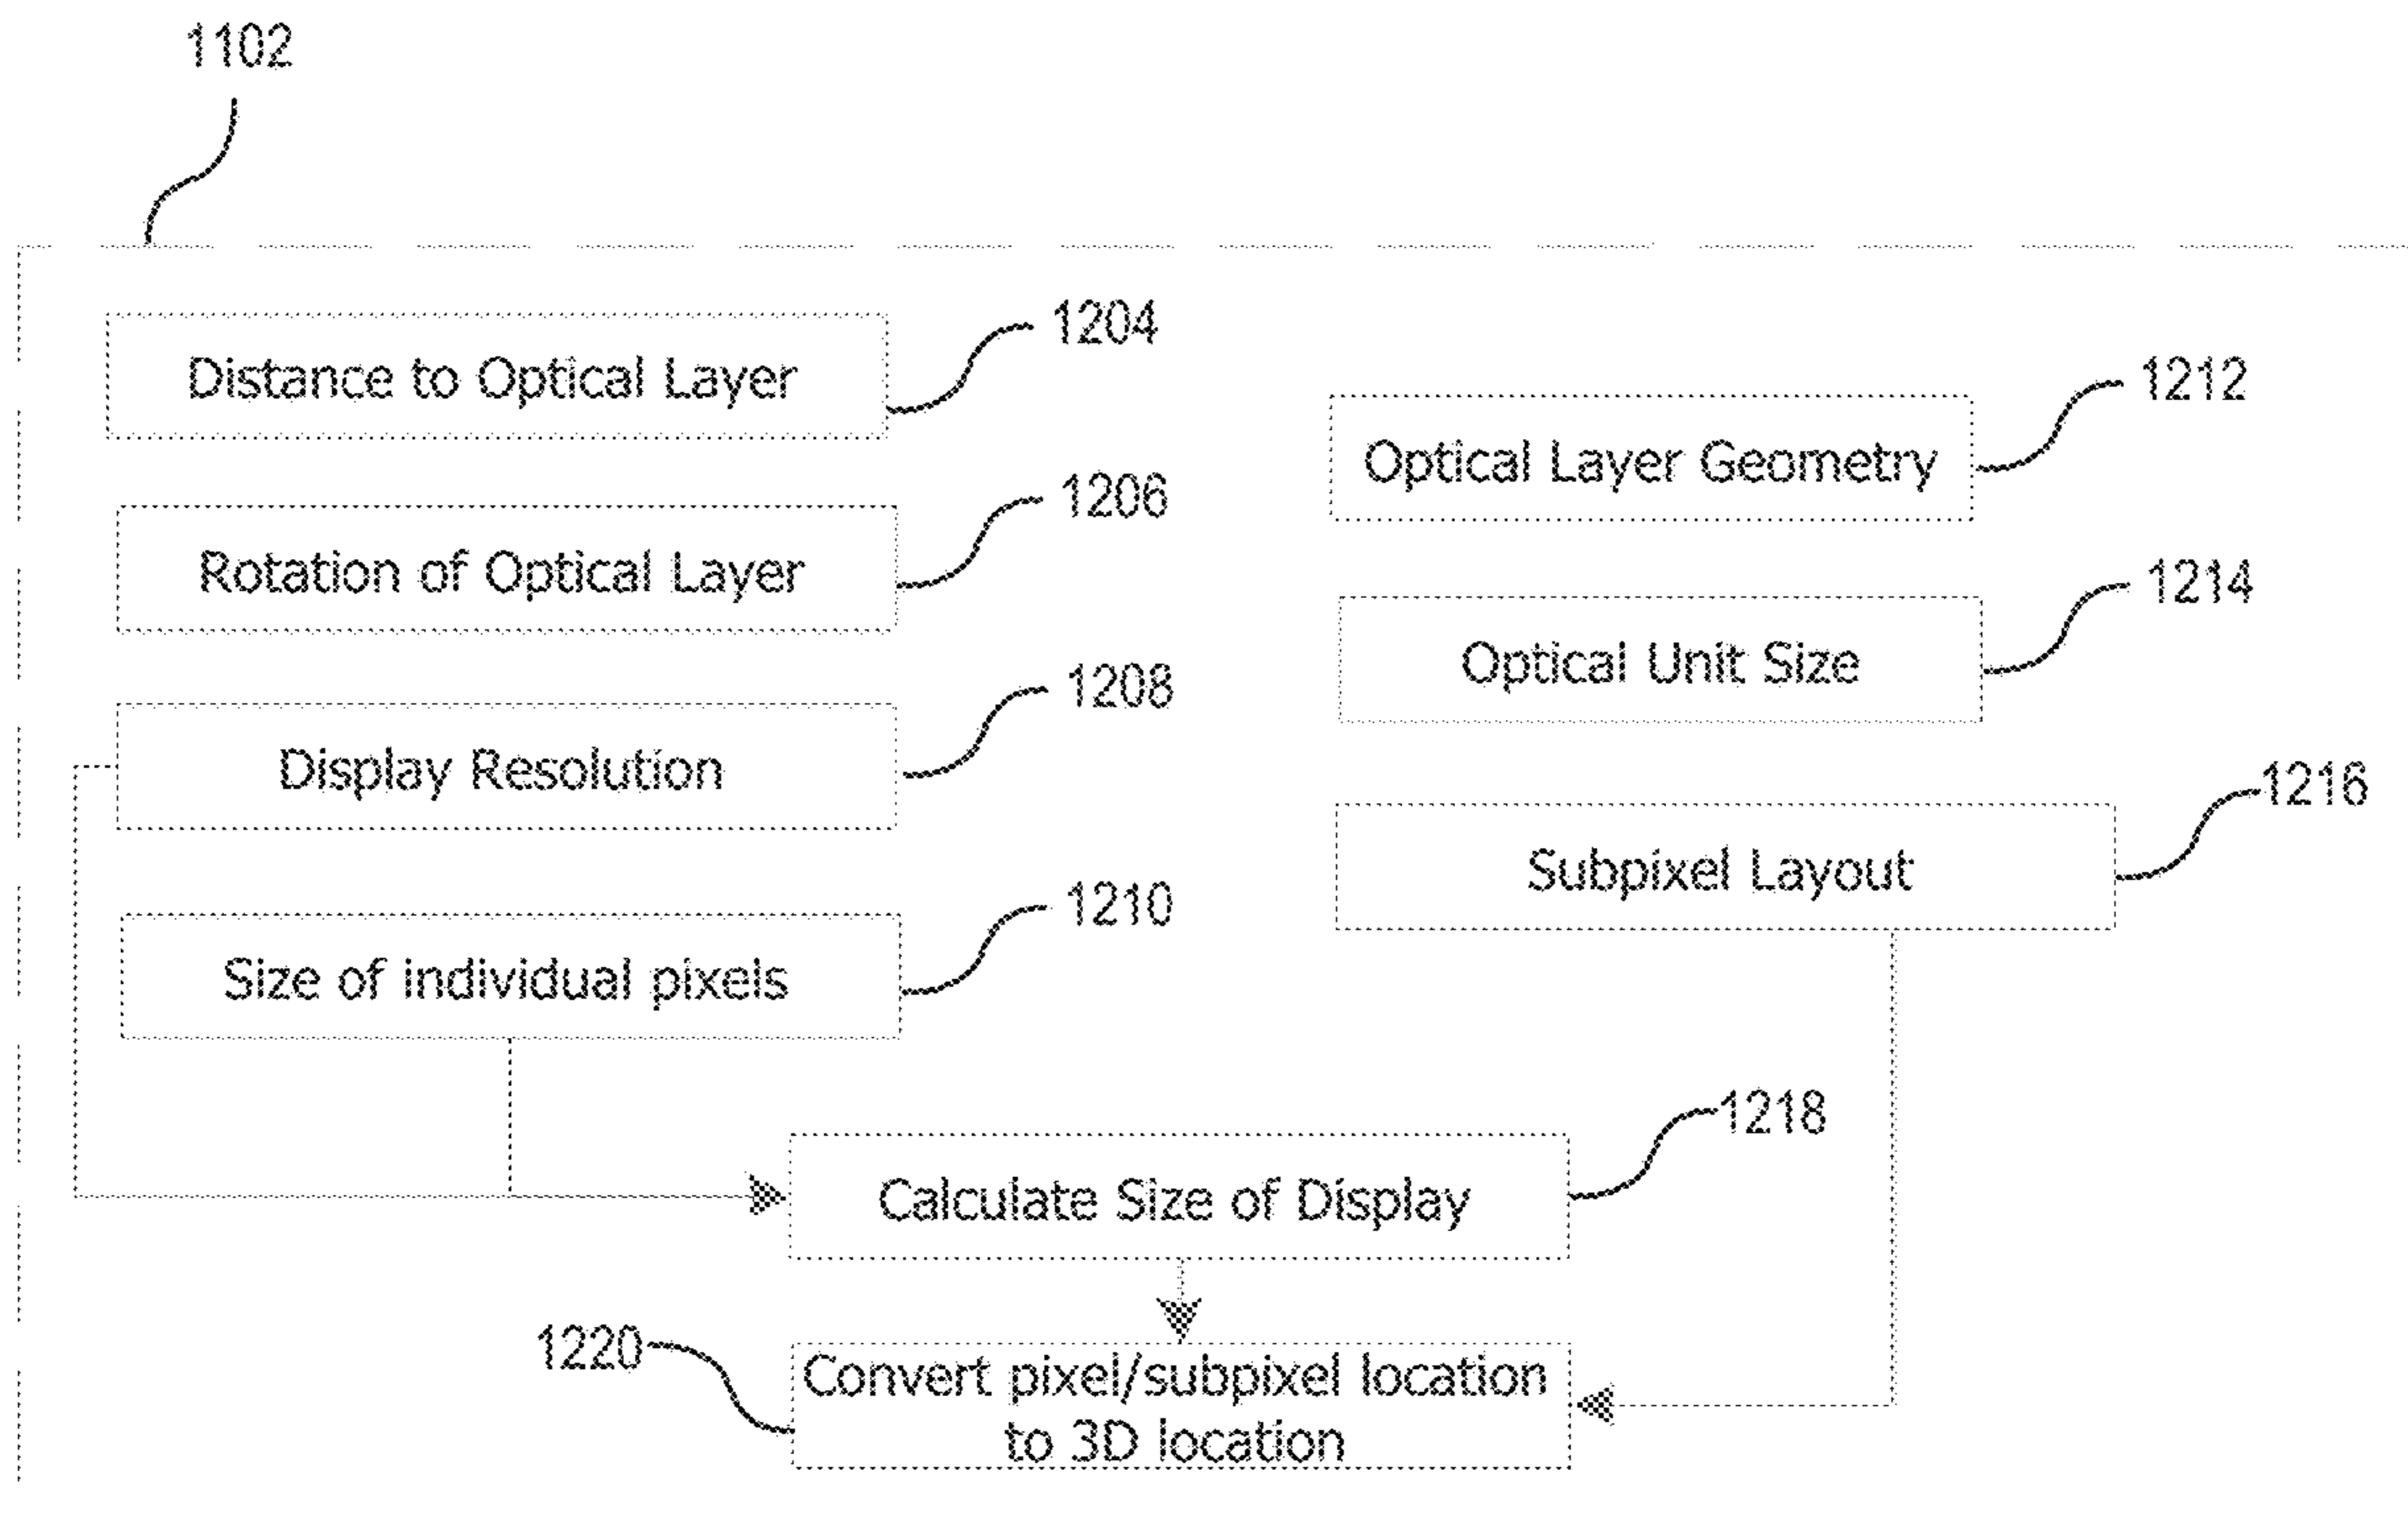 1102
Distance to Optical Layer
1204
Rotation of Optical Layer
1206
Display Resolution
1208
Size of individual pixels
1210
Optical Layer Geometry
1212
Optical Unit Size
1214
Subpixel Layout
1216
Calculate Size of Display
1218
1220
Convert pixel/subpixel location
to 3D location